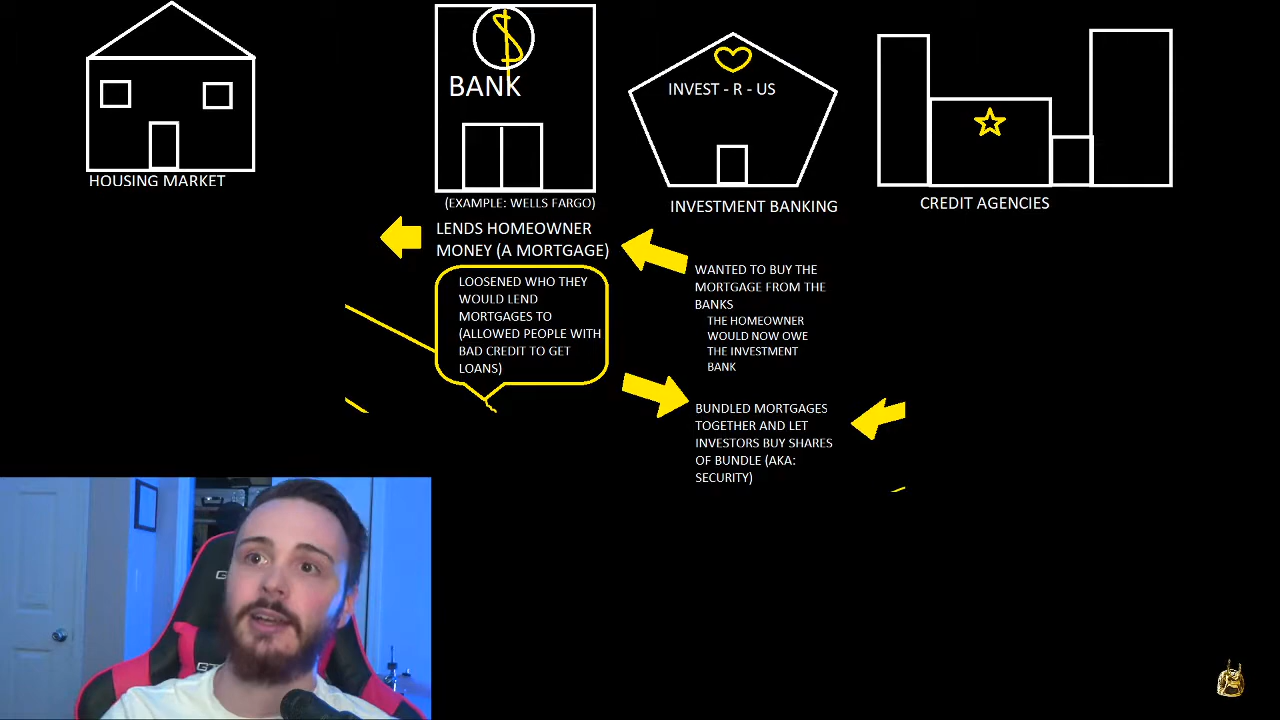 $
BANK
INVEST - R - US
HOUSING MARKET
(EXAMPLE: WELLS FARGO)
INVESTMENT BANKING
CREDIT AGENCIES
LENDS HOMEOWNER
MONEY (A MORTGAGE)
LOOSENED WHO THEY
WOULD LEND
MORTGAGES TO
(ALLOWED PEOPLE WITH
BAD CREDIT TO GET
LOANS)
WANTED TO BUY THE
MORTGAGE FROM THE
BANKS
THE HOMEOWNER
WOULD NOW OWE
THE INVESTMENT
BANK
BUNDLED MORTGAGES
TOGETHER AND LET
INVESTORS BUY SHARES
OF BUNDLE (AKA:
SECURITY)